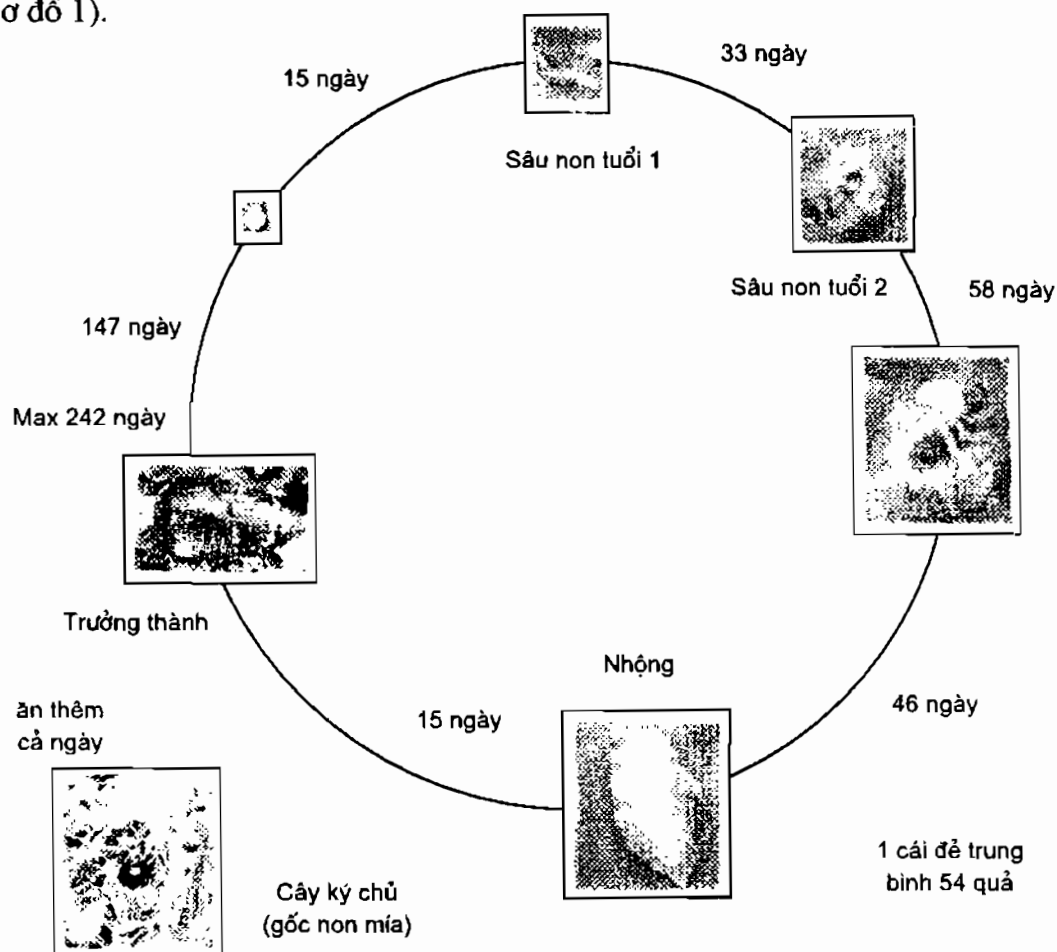 ơ đồ 1).
15 ngày
33 ngày
Sâu non tuổi 1
Sâu non tuổi 2
58 ngày
147 ngày
Max 242 ngày
Trưởng thành
Nhộng
ăn thêm
cả ngày
15 ngày
46 ngày
Cây ký chủ
(gốc non mía)
1 cái đẻ trung
bình 54 quả